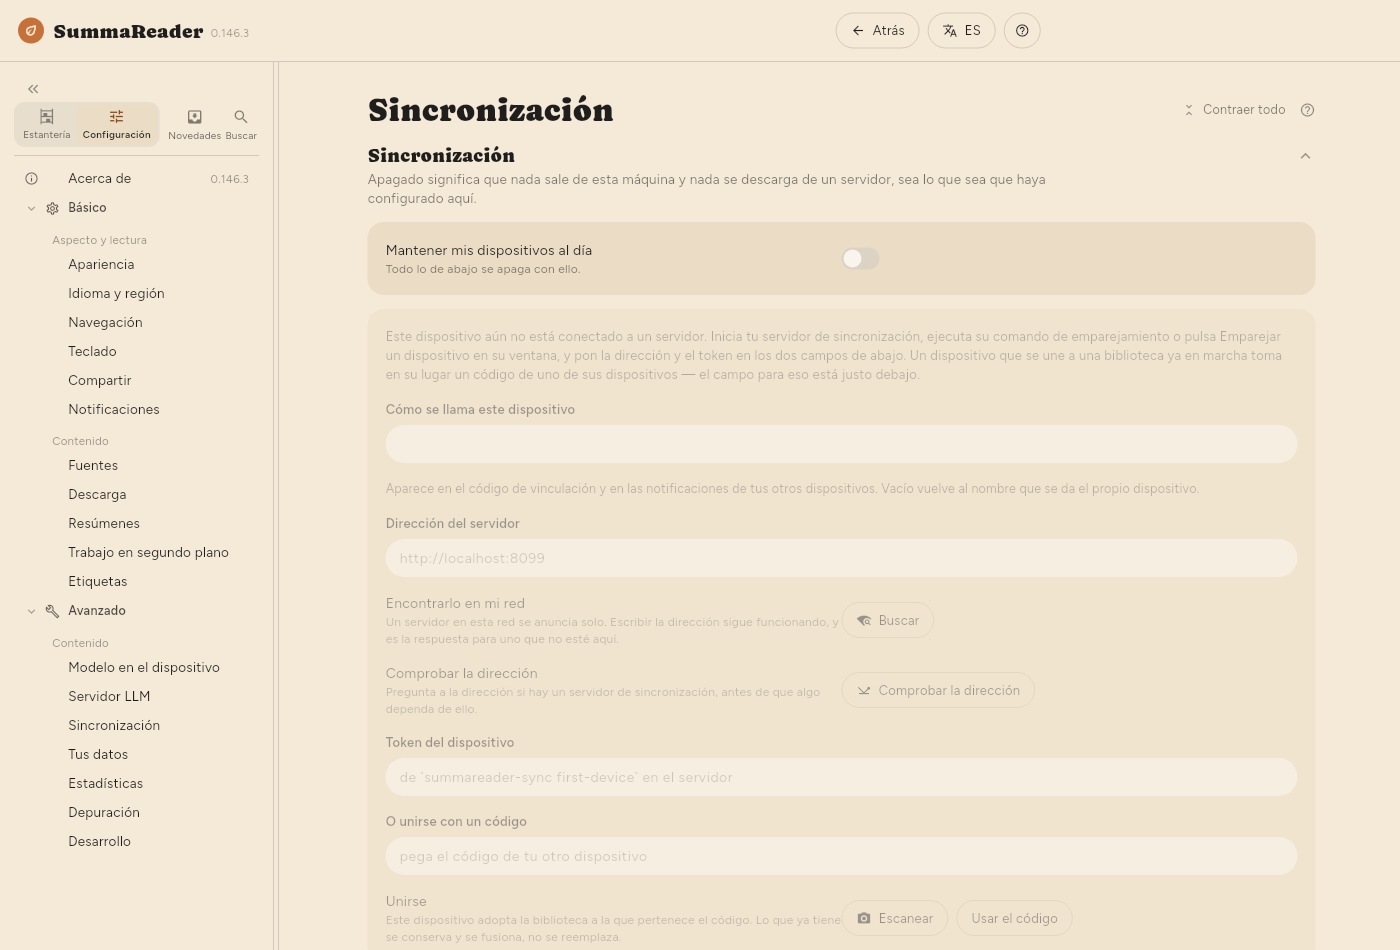 SummaReader 0.146.3
Atrás
ES
Estantería
Configuración
Novedades
Buscar
Acerca de 0.146.3
Básico
Aspecto y lectura
Apariencia
Idioma y región
Navegación
Teclado
Compartir
Notificaciones
Contenido
Fuentes
Descarga
Resúmenes
Trabajo en segundo plano
Etiquetas
Avanzado
Contenido
Modelo en el dispositivo
Servidor LLM
Sincronización
Tus datos
Estadísticas
Depuración
Desarrollo
Sincronización
Contraer todo
Sincronización
Apagado significa que nada sale de esta máquina y nada se descarga de un servidor, sea lo que sea que haya
configurado aquí.
Mantener mis dispositivos al día
Todo lo de abajo se apaga con ello.
Este dispositivo aún no está conectado a un servidor. Inicia tu servidor de sincronización, ejecuta su comando de emparejamiento o pulsa Emparejar
un dispositivo en su ventana, y pon la dirección y el token en los dos campos de abajo. Un dispositivo que se une a una biblioteca ya en marcha toma
en su lugar un código de uno de sus dispositivos — el campo para eso está justo debajo.
Cómo se llama este dispositivo
Aparece en el código de vinculación y en las notificaciones de tus otros dispositivos. Vacío vuelve al nombre que se da el propio dispositivo.
Dirección del servidor
http://localhost:8099
Encontrarlo en mi red
Un servidor en esta red se anuncia solo. Escribir la dirección sigue funcionando, y
es la respuesta para uno que no esté aquí.
Buscar
Comprobar la dirección
Pregunta a la dirección si hay un servidor de sincronización, antes de que algo
dependa de ello.
Comprobar la dirección
Token del dispositivo
de `summareader-sync first-device` en el servidor
O unirse con un código
pega el código de tu otro dispositivo
Unirse
Este dispositivo adopta la biblioteca a la que pertenece el código. Lo que ya tiene
se conserva y se fusiona, no se reemplaza.
Escanear
Usar el código